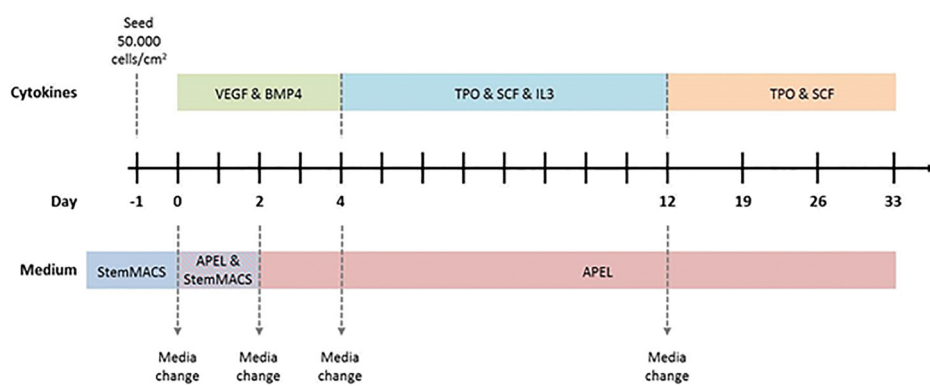 Seed
50.000
cells/cm²
Cytokines
VEGF & BMP4
TPO & SCF & IL3
TPO & SCF
Day
-1 0 2 4 12 19 26 33
Medium
StemMACS
APEL &
StemMACS
APEL
Media
change
Media
change
Media
change
Media
change